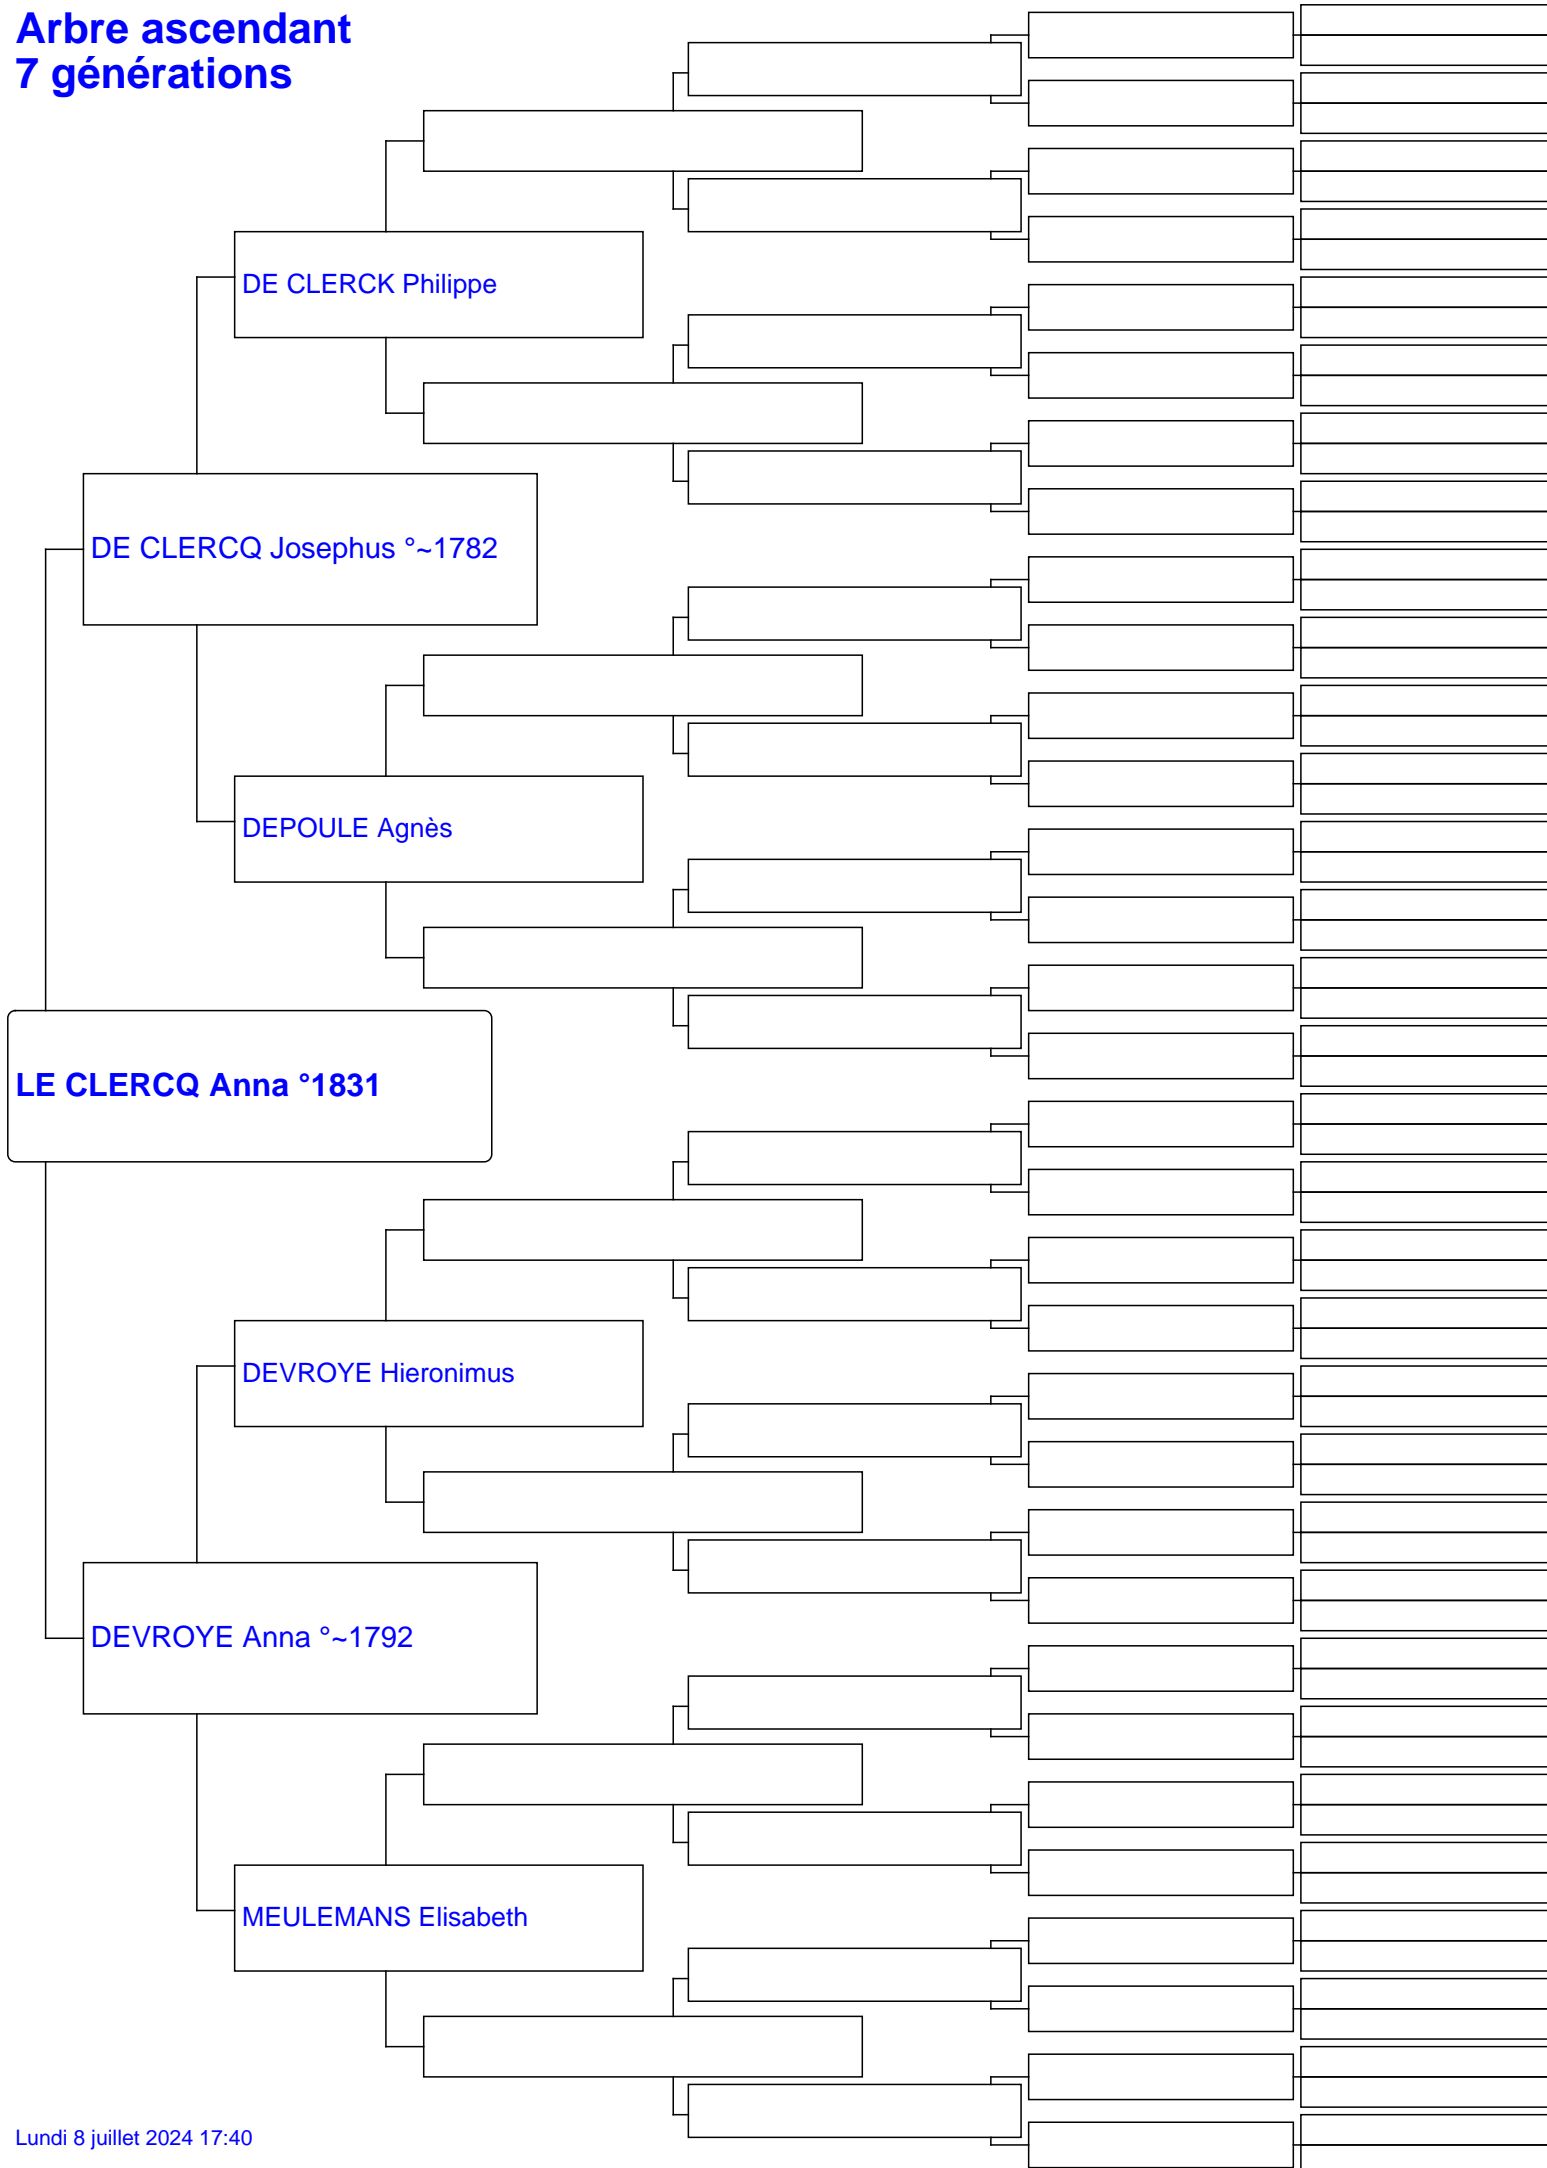 Arbre ascendant
7 générations
DE CLERCK Philippe
DE CLERCQ Josephus °~1782
DEPOULE Agnès
LE CLERCQ Anna °1831
DEVROYE Hieronimus
DEVROYE Anna °~1792
MEULEMANS Elisabeth
Lundi 8 juillet 2024 17:40